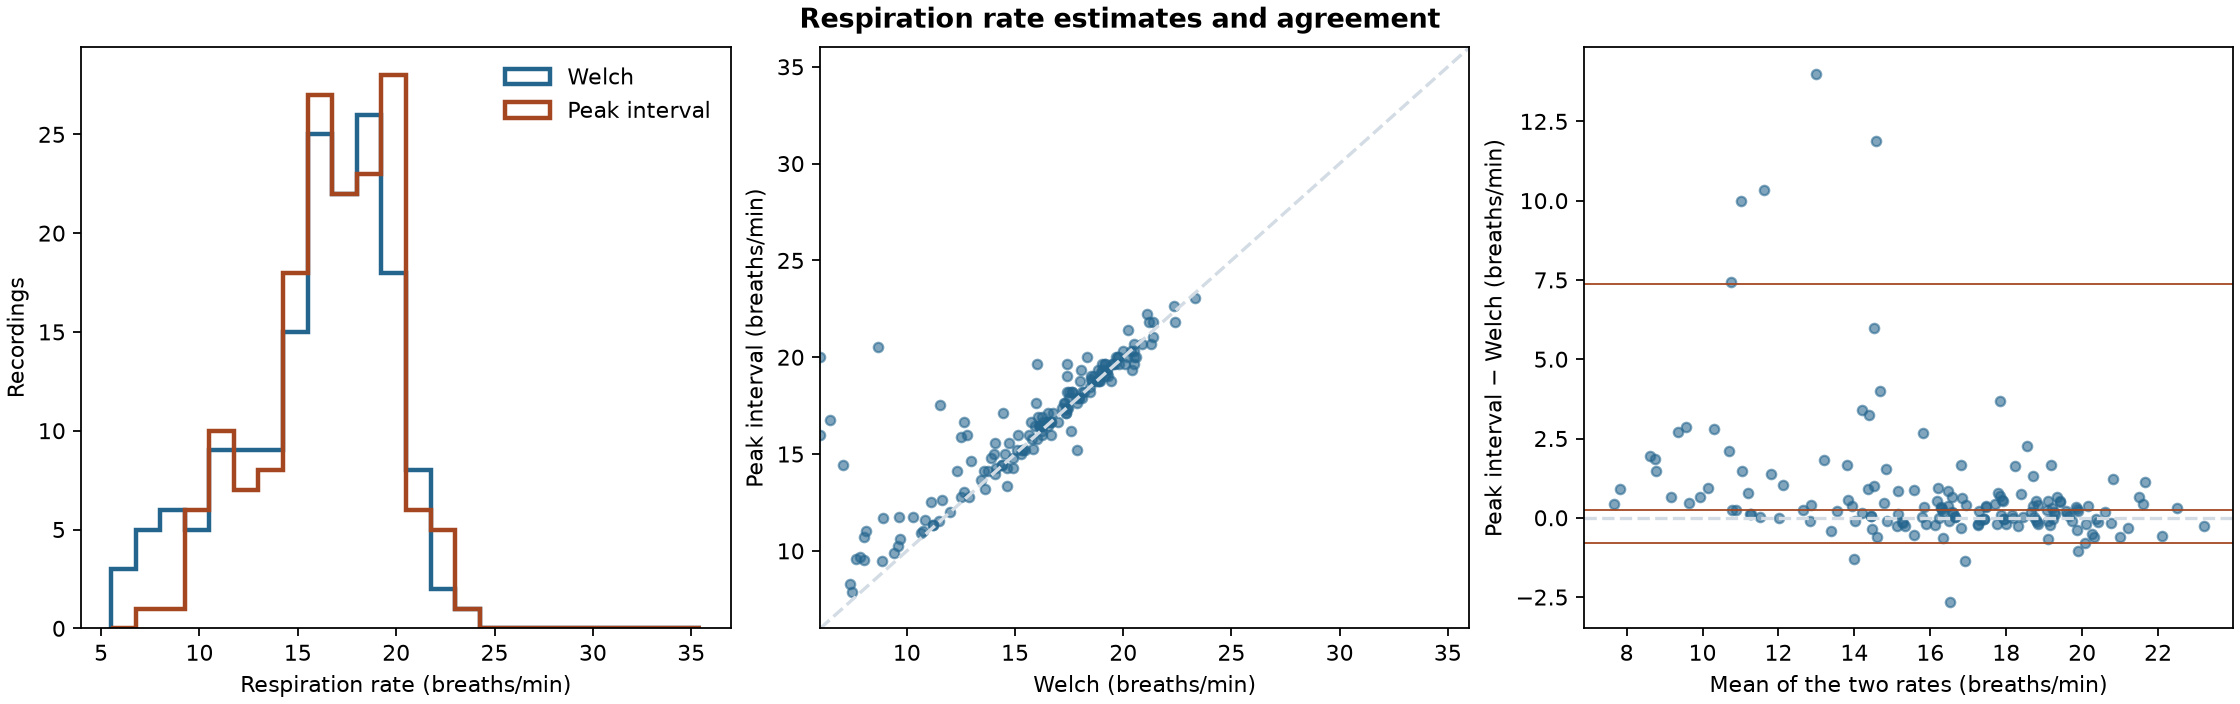 Respiration rate estimates and agreement
Welch
Peak interval
25
20
15
10
5
0
Recordings
5 10 15 20 25 30 35
Respiration rate (breaths/min)
35
30
25
20
15
10
Peak interval (breaths/min)
10 15 20 25 30 35
Welch (breaths/min)
12.5
10.0
7.5
5.0
2.5
0.0
−2.5
Peak interval − Welch (breaths/min)
8 10 12 14 16 18 20 22
Mean of the two rates (breaths/min)